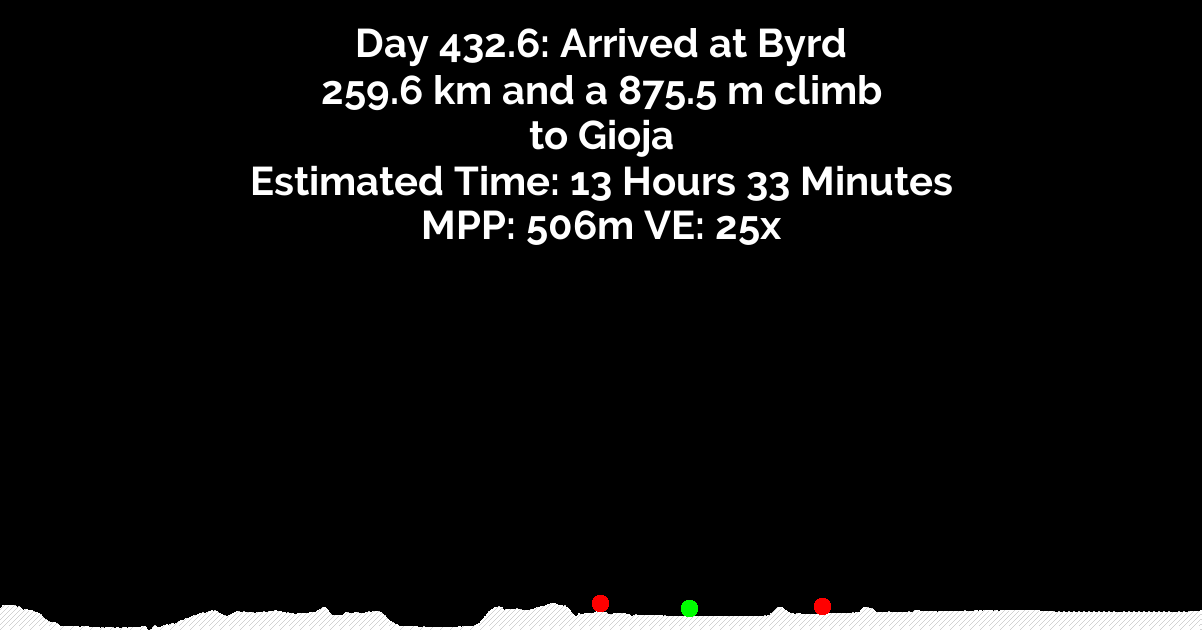 Day 432.6: Arrived at Byrd
259.6 km and a 875.5 m climb
to Gioja
Estimated Time: 13 Hours 33 Minutes
MPP: 506m VE: 25x